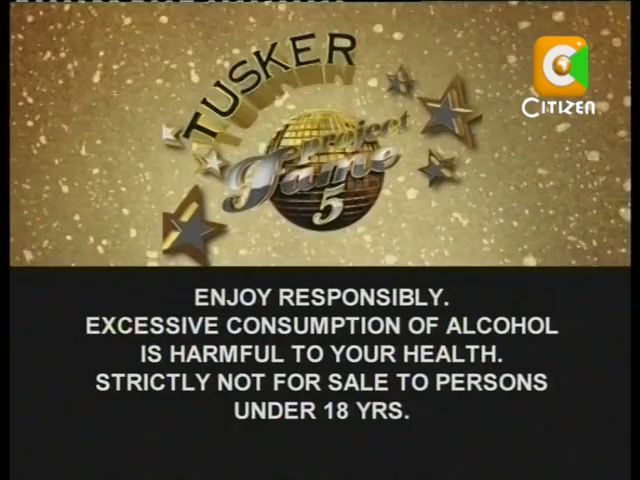 TUSKER
project
Fame
5
CITIZEN
ENJOY RESPONSIBLY.
EXCESSIVE CONSUMPTION OF ALCOHOL
IS HARMFUL TO YOUR HEALTH.
STRICTLY NOT FOR SALE TO PERSONS
UNDER 18 YRS.